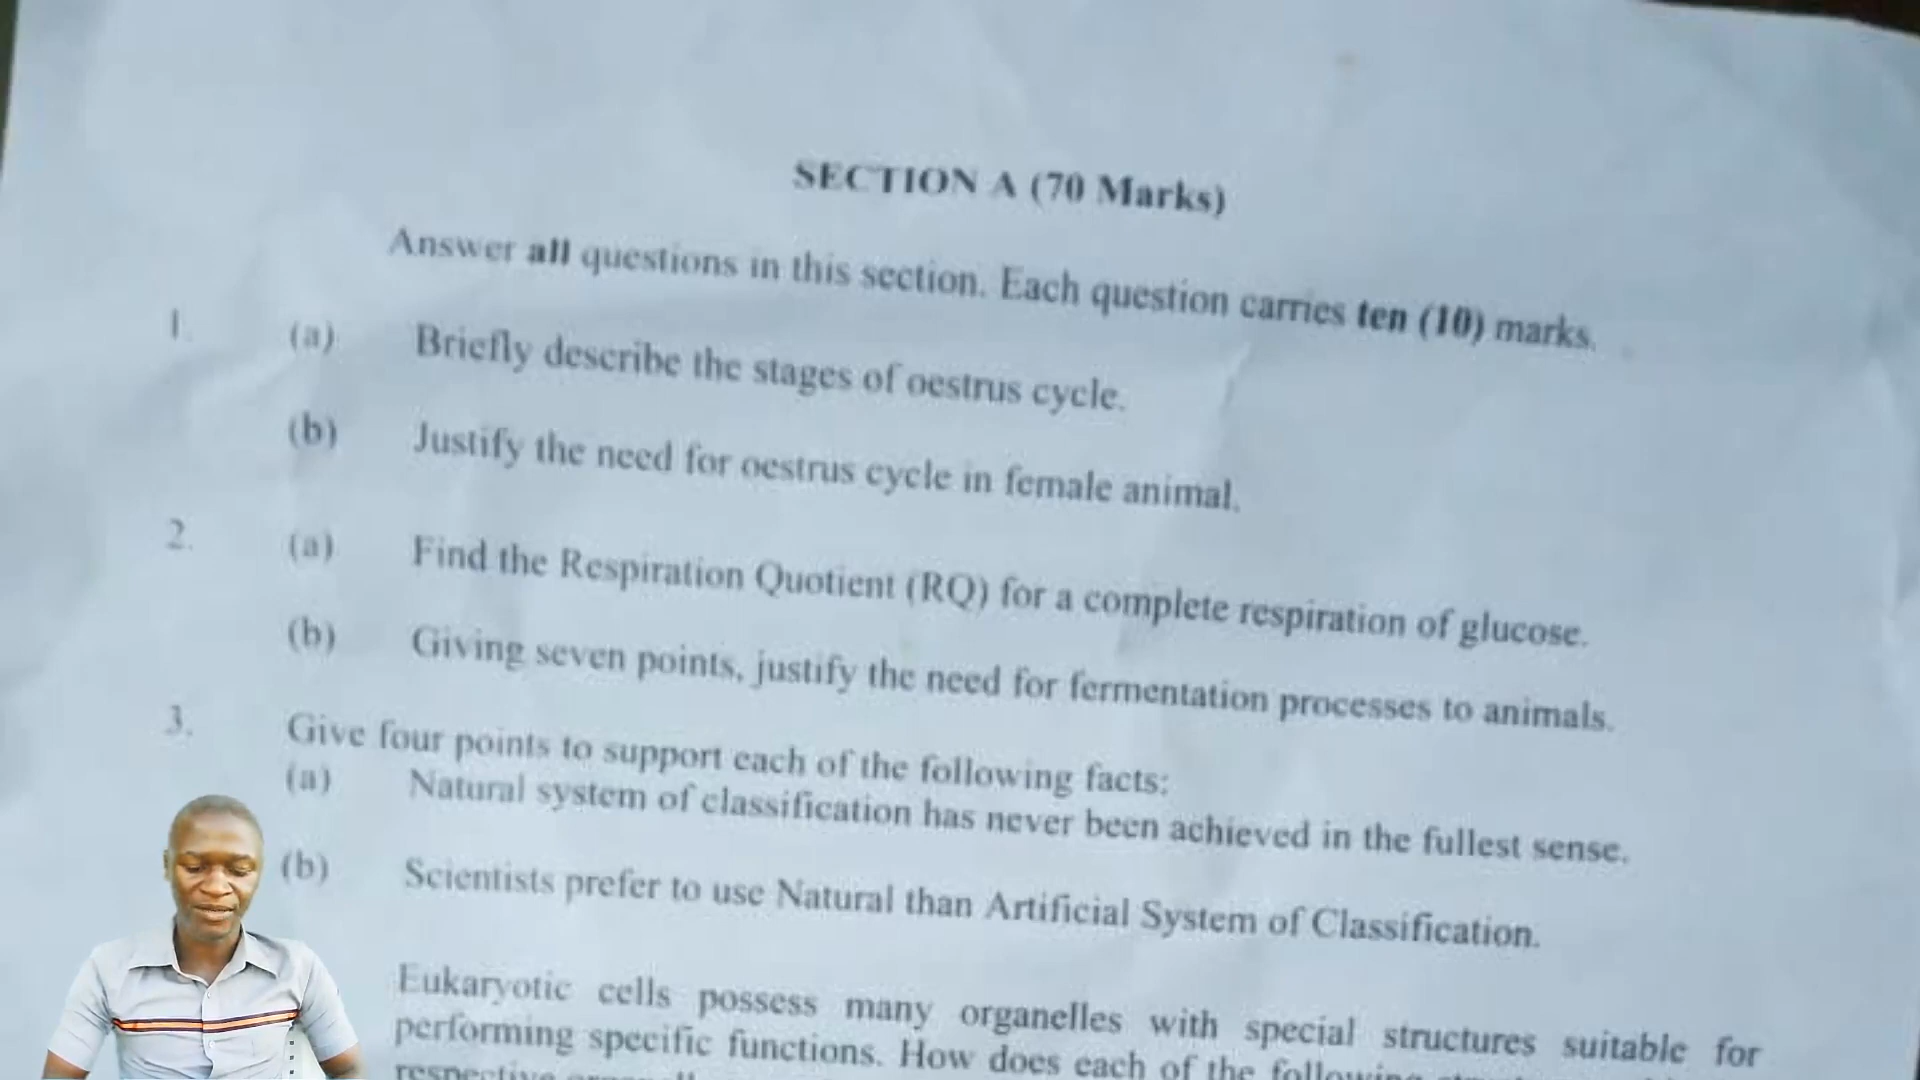 SECTION A (70 Marks)
Answer all questions in this section. Each question carries ten (10) marks.
1. (a) Briefly describe the stages of oestrus cycle.
(b) Justify the need for oestrus cycle in female animal.
2. (a) Find the Respiration Quotient (RQ) for a complete respiration of glucose.
(b) Giving seven points, justify the need for fermentation processes to animals.
3. Give four points to support each of the following facts:
(a) Natural system of classification has never been achieved in the fullest sense.
(b) Scientists prefer to use Natural than Artificial System of Classification.
Eukaryotic cells possess many organelles with special structures suitable for
performing specific functions. How does each of the following
respective